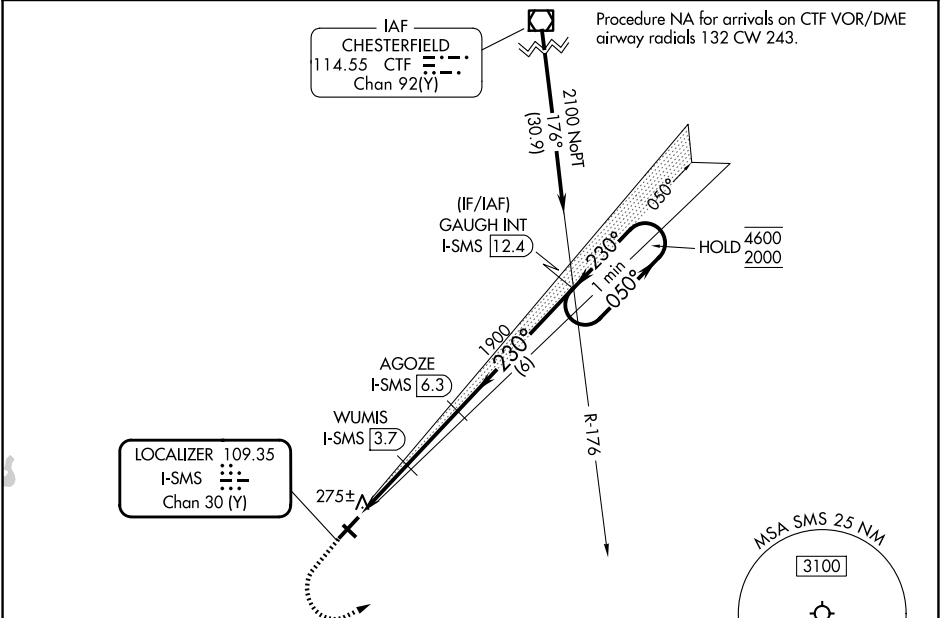 IAF
CHESTERFIELD
114.55 CTF
Chan 92(Y)
Procedure NA for arrivals on CTF VOR/DME
airway radials 132 CW 243.
2100 NoPT
176°
(30.9)
050°
(IF/IAF)
GAUGH INT
I-SMS 12.4
230°
1 min
050°
HOLD 4600
2000
1900
230°
(6)
AGOZE
I-SMS 6.3
WUMIS
I-SMS 3.7
R-176
LOCALIZER 109.35
I-SMS
Chan 30 (Y)
275±
MSA SMS 25 NM
3100